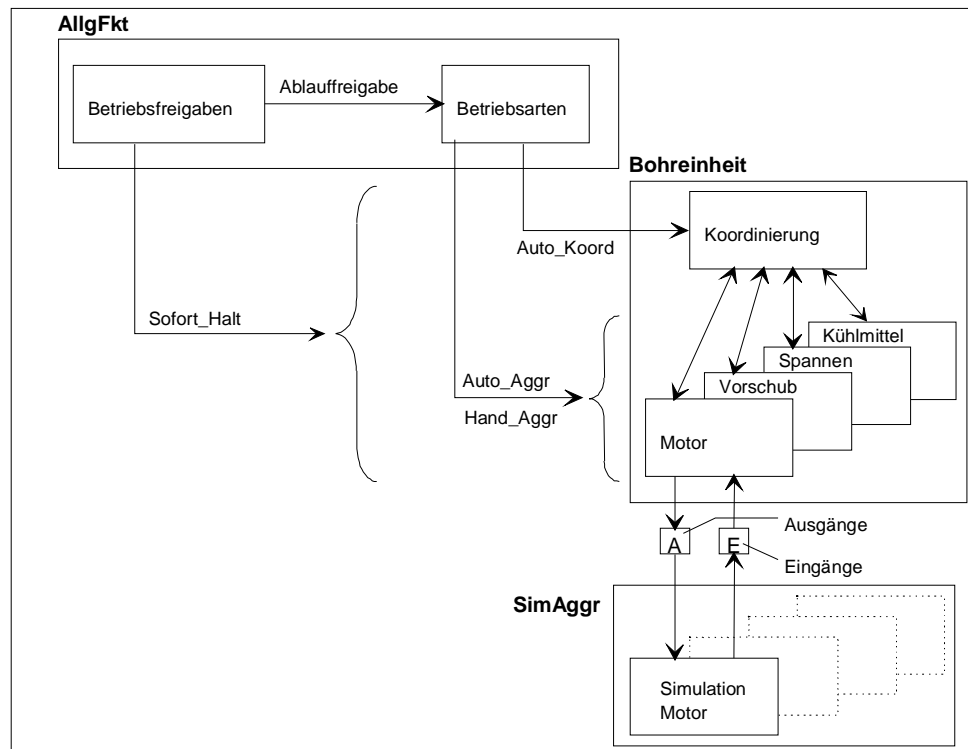 AllgFkt
Betriebsfreigaben
Ablauffreigabe
Betriebsarten
Bohreinheit
Koordinierung
Auto_Koord
Sofort_Halt
Auto_Aggr
Hand_Aggr
Kühlmittel
Spannen
Vorschub
Motor
A
E
Ausgänge
Eingänge
SimAggr
Simulation
Motor